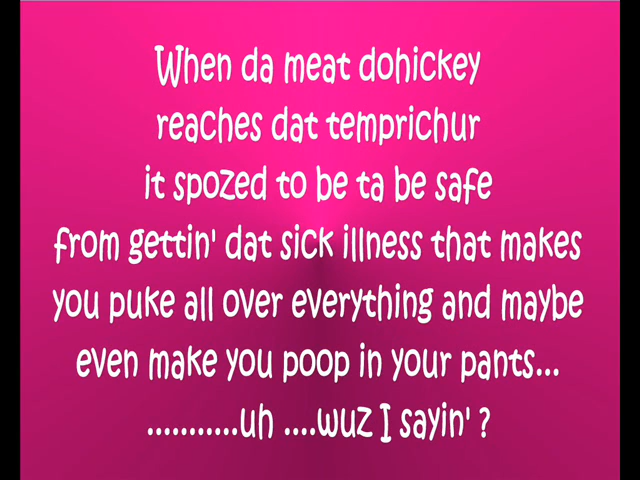 When da meat dohickey
reaches dat temprichur
it spozed to be ta be safe
from gettin' dat sick illness that makes
you puke all over everything and maybe
even make you poop in your pants...
...........uh ....wuz I sayin' ?